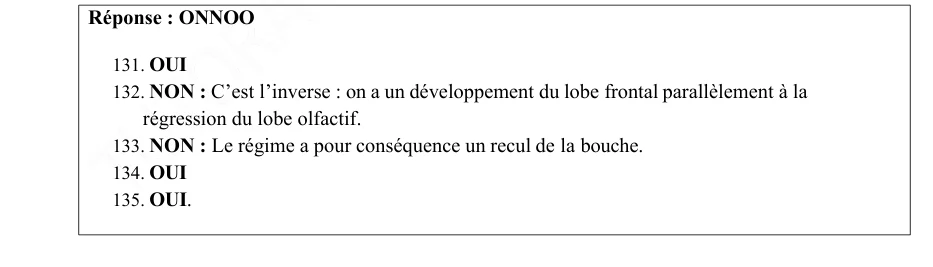 Réponse : ONNOO
131. OUI
132. NON : C’est l’inverse : on a un développement du lobe frontal parallèlement à la
régression du lobe olfactif.
133. NON : Le régime a pour conséquence un recul de la bouche.
134. OUI
135. OUI.